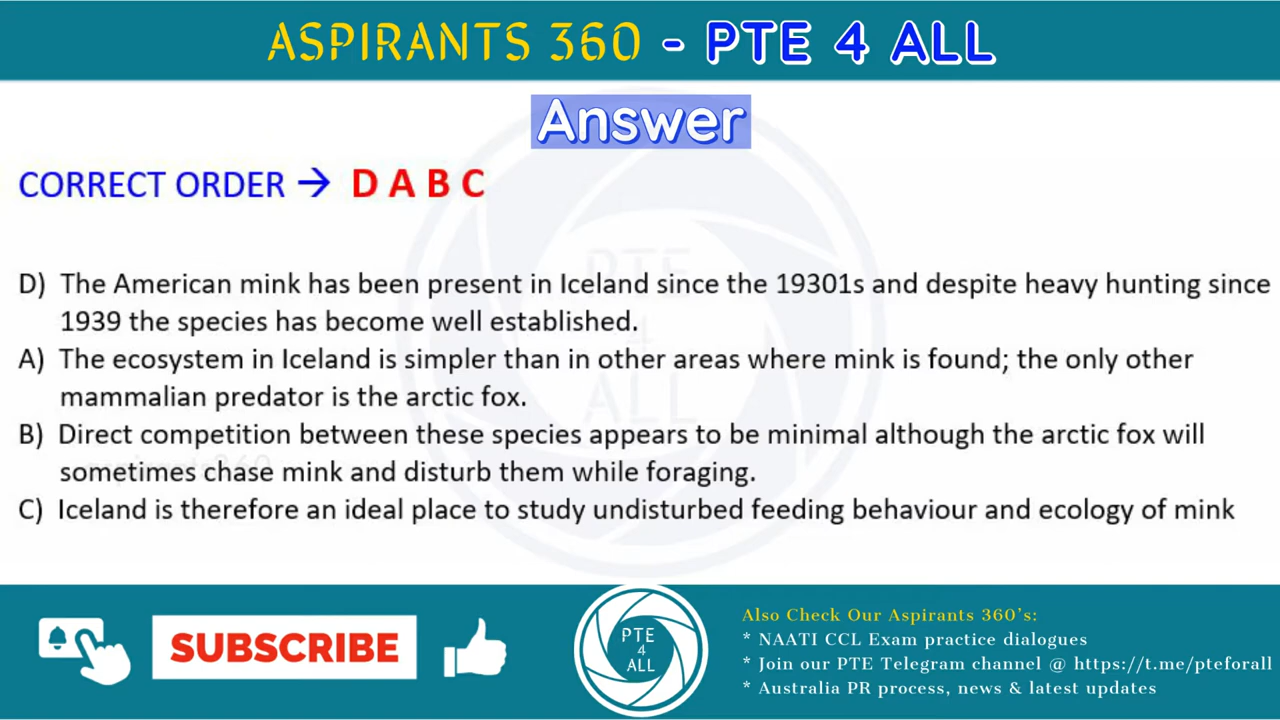 ASPIRANTS 360 - PTE 4 ALL
Answer
CORRECT ORDER → D A B C
D) The American mink has been present in Iceland since the 19301s and despite heavy hunting since
1939 the species has become well established.
A) The ecosystem in Iceland is simpler than in other areas where mink is found; the only other
mammalian predator is the arctic fox.
B) Direct competition between these species appears to be minimal although the arctic fox will
sometimes chase mink and disturb them while foraging.
C) Iceland is therefore an ideal place to study undisturbed feeding behaviour and ecology of mink
PTE
4
ALL
SUBSCRIBE
PTE
4
ALL
Also Check Our Aspirants 360's:
* NAATI CCL Exam practice dialogues
* Join our PTE Telegram channel @ https://t.me/pteforall
* Australia PR process, news & latest updates